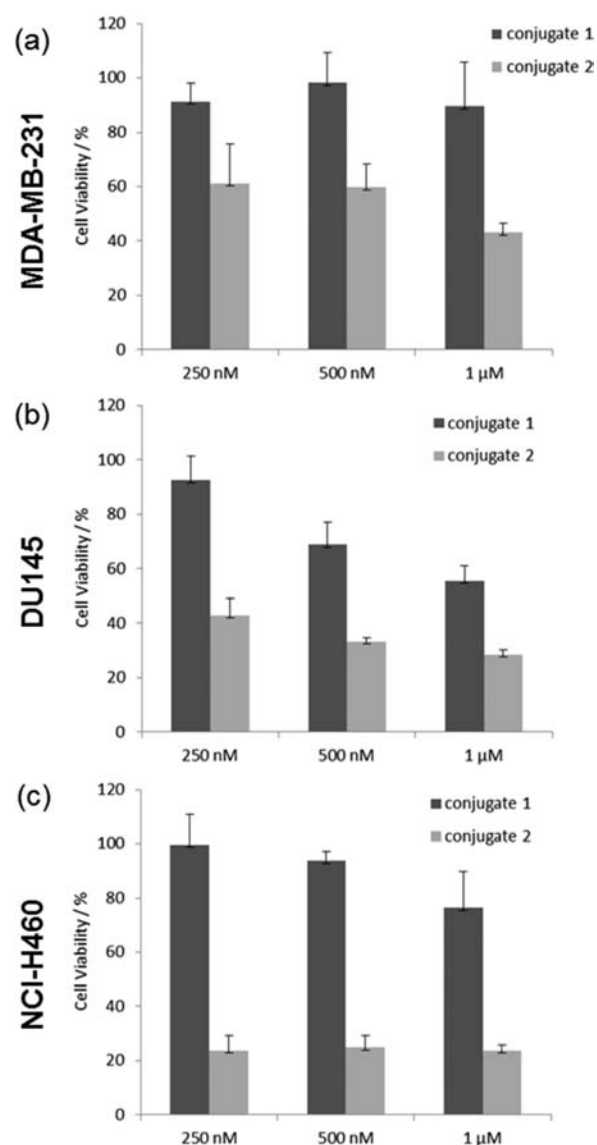 (a)
MDA-MB-231
Cell Viability / %
120
100
80
60
40
20
0
conjugate 1
conjugate 2
250 nM 500 nM 1 µM
(b)
DU145
Cell Viability / %
120
100
80
60
40
20
0
conjugate 1
conjugate 2
250 nM 500 nM 1 µM
(c)
NCI-H460
Cell Viability / %
120
100
80
60
40
20
0
conjugate 1
conjugate 2
250 nM 500 nM 1 µM